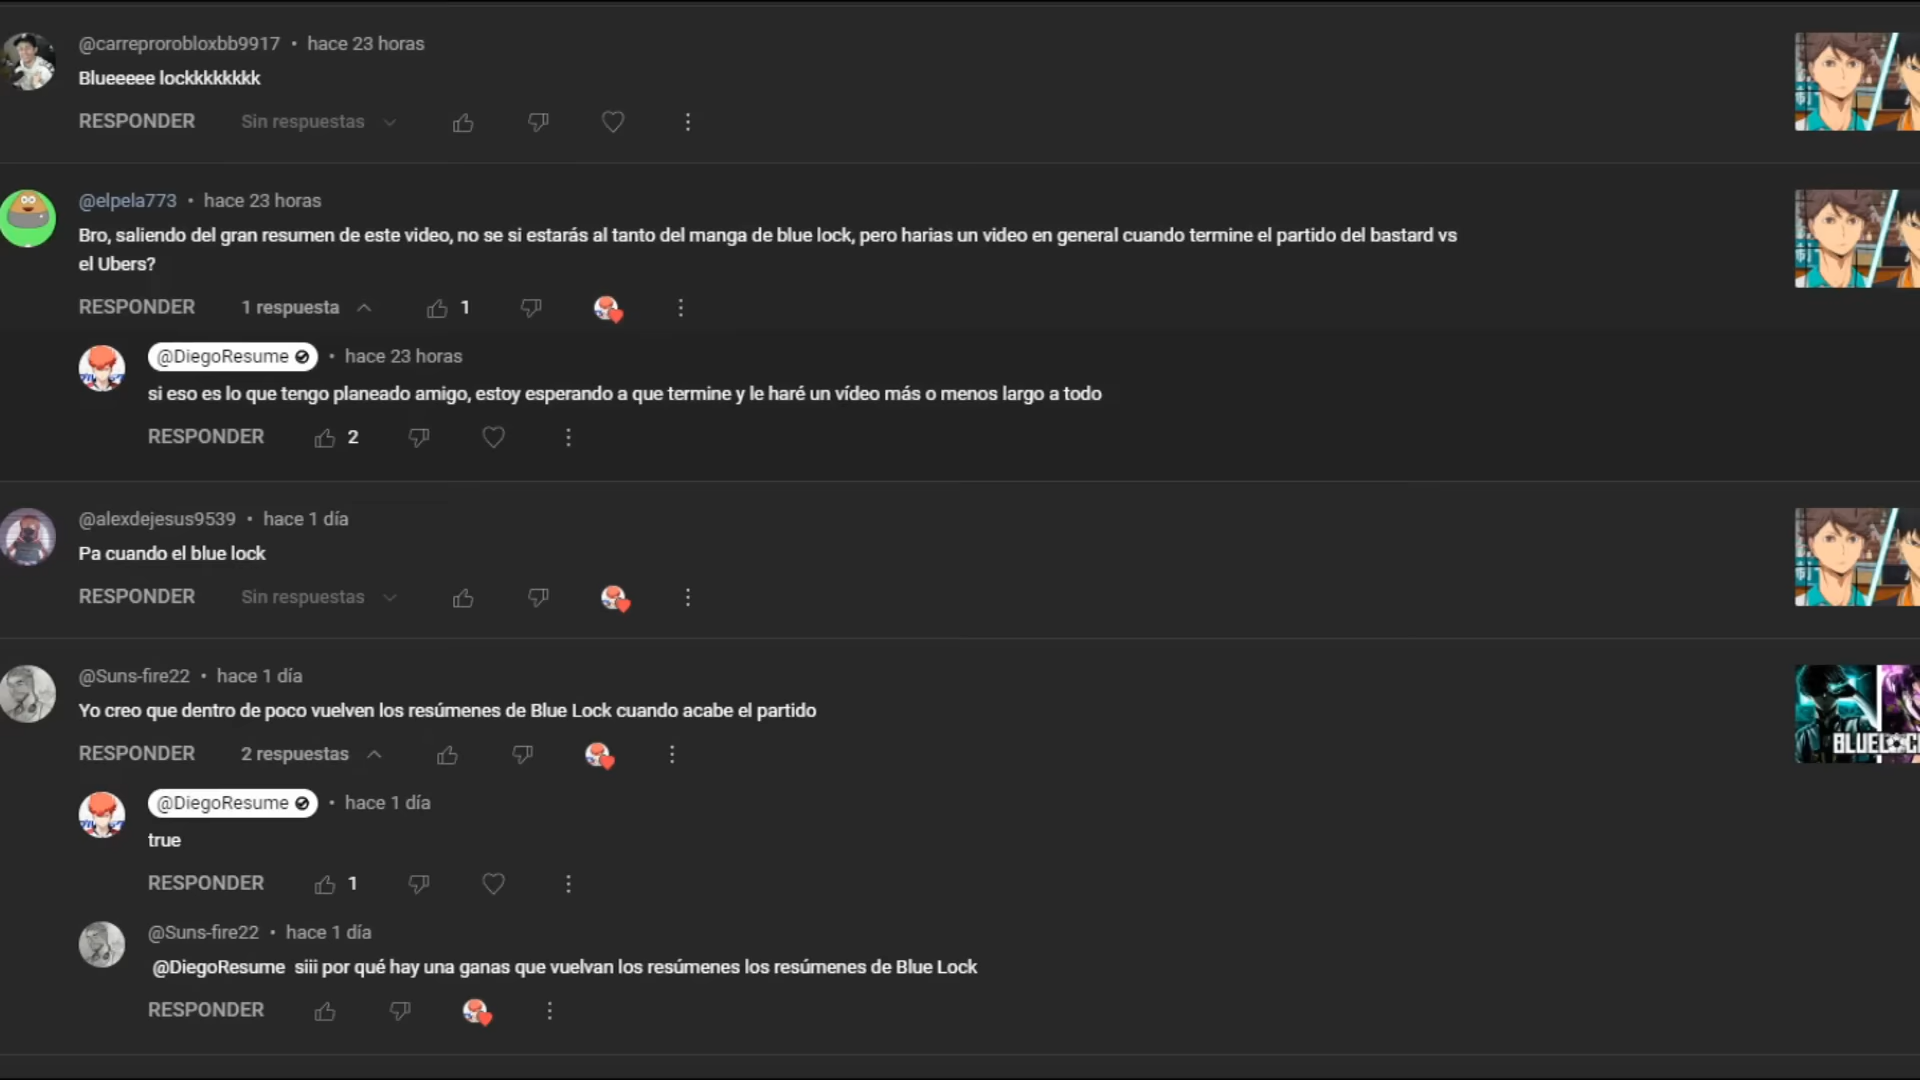 @carreprorobloxbb9917 • hace 23 horas
Blueeeee lockkkkkkkk
RESPONDER Sin respuestas
@elpela773 • hace 23 horas
Bro, saliendo del gran resumen de este video, no se si estarás al tanto del manga de blue lock, pero harias un video en general cuando termine el partido del bastard vs
el Ubers?
RESPONDER 1 respuesta 1
@DiegoResume • hace 23 horas
si eso es lo que tengo planeado amigo, estoy esperando a que termine y le haré un vídeo más o menos largo a todo
RESPONDER 2
@alexdejesus9539 • hace 1 día
Pa cuando el blue lock
RESPONDER Sin respuestas
@Suns-fire22 • hace 1 día
Yo creo que dentro de poco vuelven los resúmenes de Blue Lock cuando acabe el partido
BLUELOC
RESPONDER 2 respuestas
@DiegoResume • hace 1 día
true
RESPONDER 1
@Suns-fire22 • hace 1 día
@DiegoResume siii por qué hay una ganas que vuelvan los resúmenes los resúmenes de Blue Lock
RESPONDER